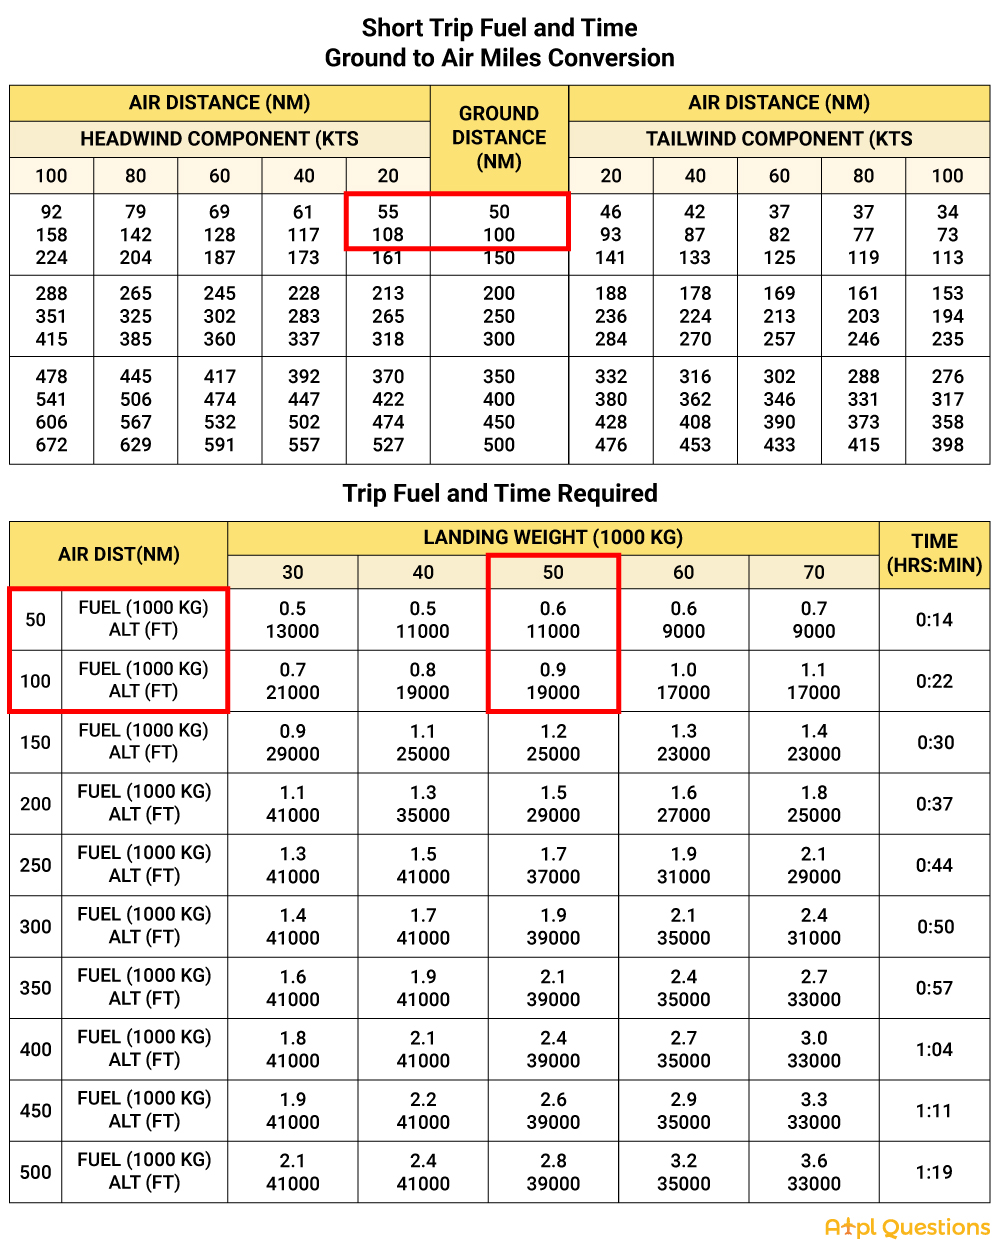 Short Trip Fuel and Time
Ground to Air Miles Conversion
AIR DISTANCE (NM) GROUND DISTANCE (NM) AIR DISTANCE (NM)
HEADWIND COMPONENT (KTS TAILWIND COMPONENT (KTS
100 80 60 40 20 20 40 60 80 100
92 79 69 61 55 50 46 42 37 37 34
158 142 128 117 108 100 93 87 82 77 73
224 204 187 173 161 150 141 133 125 119 113
288 265 245 228 213 200 188 178 169 161 153
351 325 302 283 265 250 236 224 213 203 194
415 385 360 337 318 300 284 270 257 246 235
478 445 417 392 370 350 332 316 302 288 276
541 506 474 447 422 400 380 362 346 331 317
606 567 532 502 474 450 428 408 390 373 358
672 629 591 557 527 500 476 453 433 415 398
Trip Fuel and Time Required
AIR DIST(NM) LANDING WEIGHT (1000 KG) TIME (HRS:MIN)
30 40 50 60 70
50 FUEL (1000 KG) 0.5 0.5 0.6 0.6 0.7 0:14
ALT (FT) 13000 11000 11000 9000 9000
100 FUEL (1000 KG) 0.7 0.8 0.9 1.0 1.1 0:22
ALT (FT) 21000 19000 19000 17000 17000
150 FUEL (1000 KG) 0.9 1.1 1.2 1.3 1.4 0:30
ALT (FT) 29000 25000 25000 23000 23000
200 FUEL (1000 KG) 1.1 1.3 1.5 1.6 1.8 0:37
ALT (FT) 41000 35000 29000 27000 25000
250 FUEL (1000 KG) 1.3 1.5 1.7 1.9 2.1 0:44
ALT (FT) 41000 41000 37000 31000 29000
300 FUEL (1000 KG) 1.4 1.7 1.9 2.1 2.4 0:50
ALT (FT) 41000 41000 39000 35000 31000
350 FUEL (1000 KG) 1.6 1.9 2.1 2.4 2.7 0:57
ALT (FT) 41000 41000 39000 35000 33000
400 FUEL (1000 KG) 1.8 2.1 2.4 2.7 3.0 1:04
ALT (FT) 41000 41000 39000 35000 33000
450 FUEL (1000 KG) 1.9 2.2 2.6 2.9 3.3 1:11
ALT (FT) 41000 41000 39000 35000 33000
500 FUEL (1000 KG) 2.1 2.4 2.8 3.2 3.6 1:19
ALT (FT) 41000 41000 39000 35000 33000
Atpl Questions